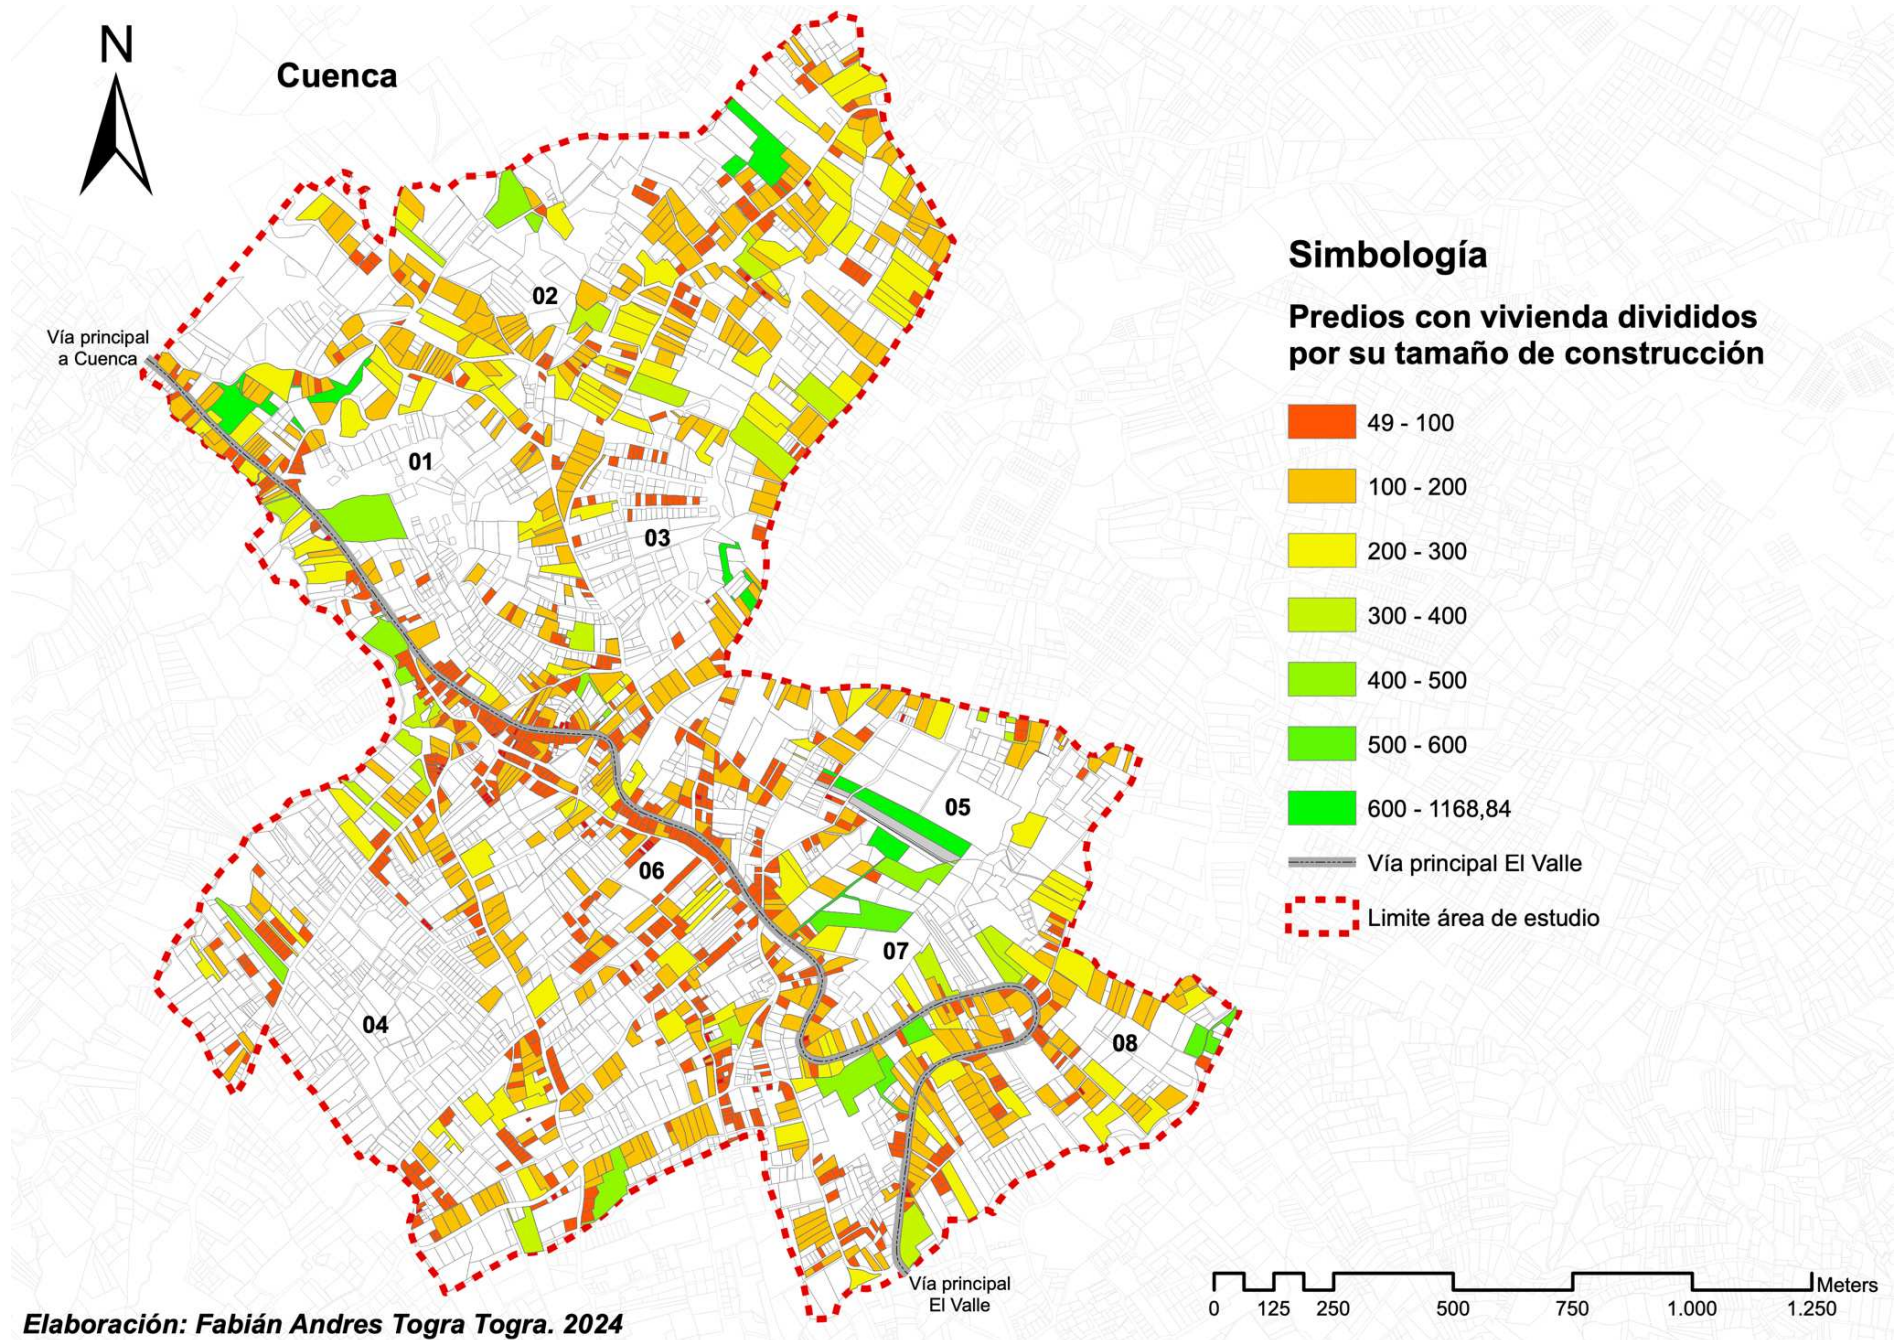 N
Cuenca
Vía principal
a Cuenca
02
01
03
05
06
07
04
08
Vía principal
El Valle
Simbología
Predios con vivienda divididos
por su tamaño de construcción
49 - 100
100 - 200
200 - 300
300 - 400
400 - 500
500 - 600
600 - 1168,84
Vía principal El Valle
Limite área de estudio
Meters
0 125 250 500 750 1.000 1.250
Elaboración: Fabián Andres Togra Togra. 2024